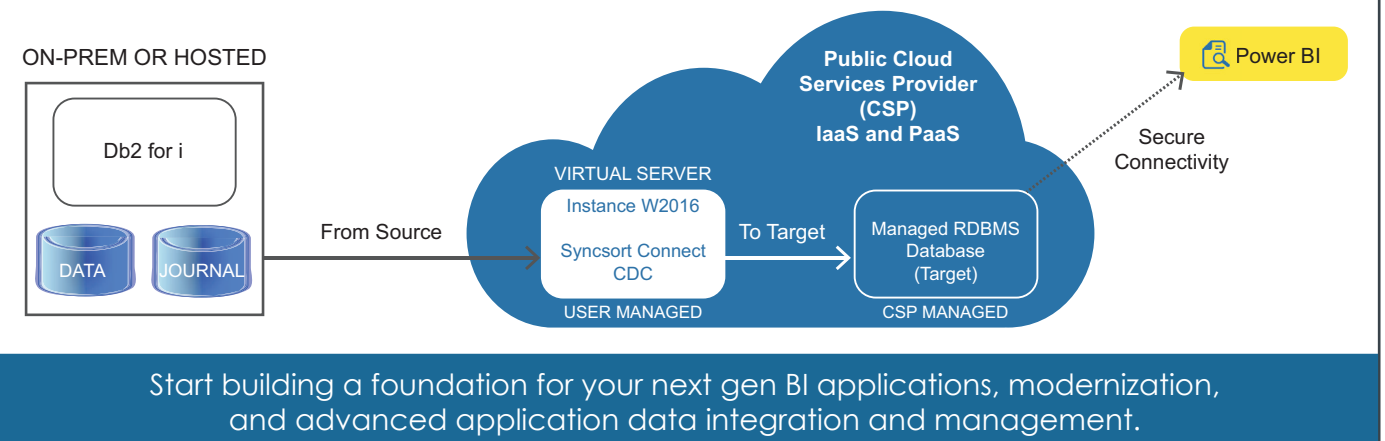 ON-PREM OR HOSTED
Db2 for i
DATA
JOURNAL
From Source
Public Cloud
Services Provider
(CSP)
IaaS and PaaS
VIRTUAL SERVER
Instance W2016
Syncsort Connect
CDC
USER MANAGED
To Target
Managed RDBMS
Database
(Target)
CSP MANAGED
Power BI
Secure
Connectivity
Start building a foundation for your next gen BI applications, modernization,
and advanced application data integration and management.